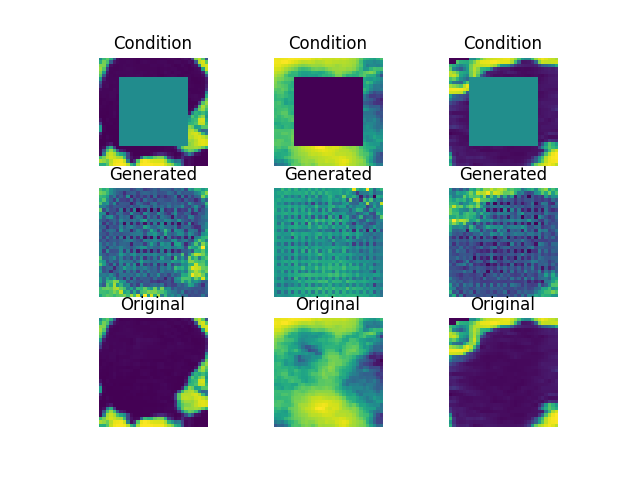 Condition Condition Condition
Generated Generated Generated
Original Original Original